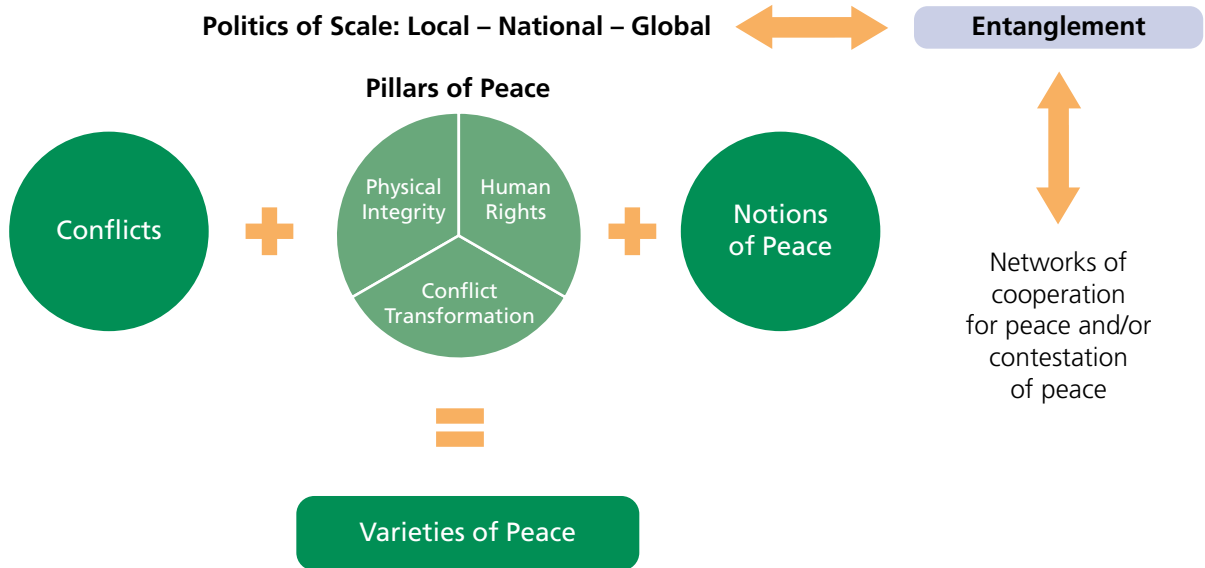 Politics of Scale: Local – National – Global
Entanglement
Pillars of Peace
Conflicts
Physical
Integrity
Human
Rights
Conflict
Transformation
Notions
of Peace
Networks of
cooperation
for peace and/or
contestation
of peace
Varieties of Peace